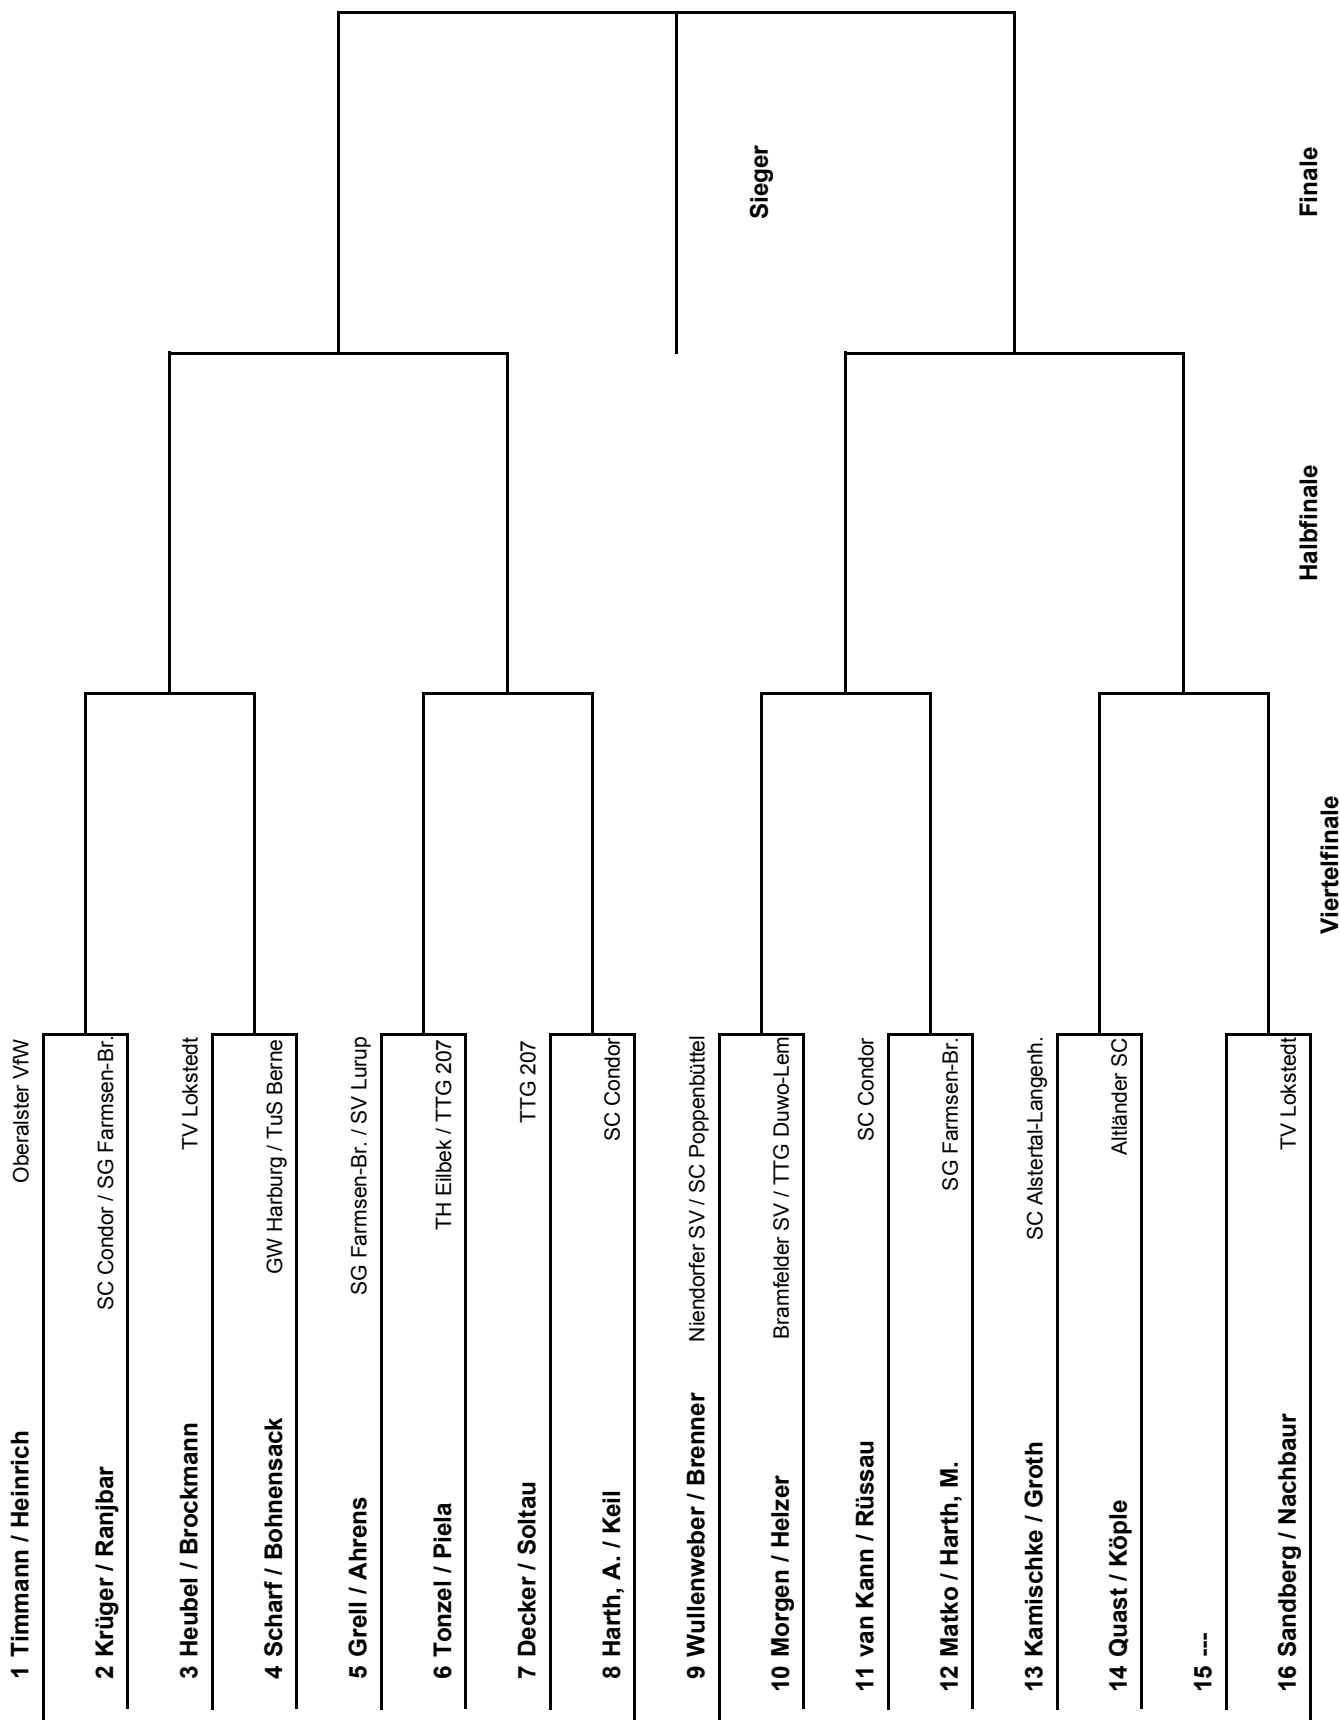 1 Timmann / Heinrich Oberalster VfW
2 Krüger / Ranjbar SC Condor / SG Farmsen-Br.
3 Heubel / Brockmann TV Lokstedt
4 Scharf / Bohnensack GW Harburg / TuS Berne
5 Grell / Ahrens SG Farmsen-Br. / SV Lurup
6 Tonzel / Piela TH Eilbek / TTG 207
7 Decker / Soltau TTG 207
8 Harth, A. / Keil SC Condor
Sieger
9 Wullenweber / Brenner Niendorfer SV / SC Poppenbüttel
10 Morgen / Helzer Bramfelder SV / TTG Duwo-Lem
11 van Kann / Rüssau SC Condor
12 Matko / Harth, M. SG Farmsen-Br.
13 Kamischke / Groth SC Alstertal-Langenh.
14 Quast / Köple Altländer SC
15 ---
16 Sandberg / Nachbaur TV Lokstedt
Viertelfinale
Halbfinale
Finale